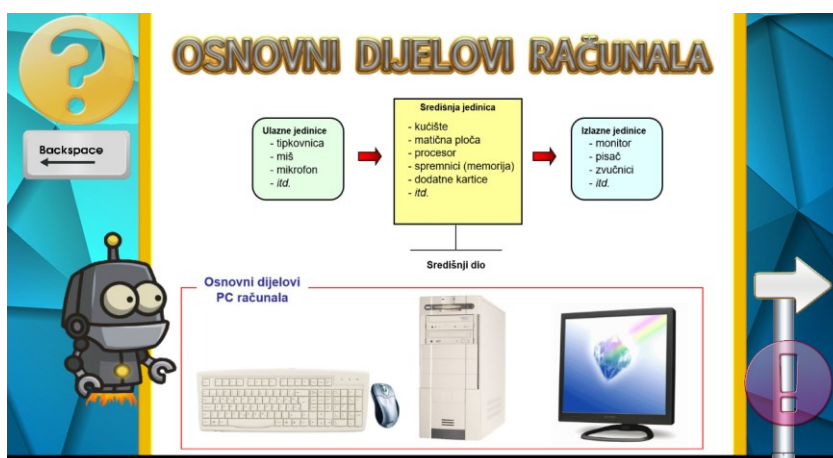 OSNOVNI DIJELOVI RAČUNALA
Backspace
Ulazne jedinice
- tipkovnica
- miš
- mikrofon
- itd.
Središnja jedinica
- kućište
- matična ploča
- procesor
- spremnici (memorija)
- dodatne kartice
- itd.
Izlazne jedinice
- monitor
- pisač
- zvučnici
- itd.
Središnji dio
Osnovni dijelovi
PC računala